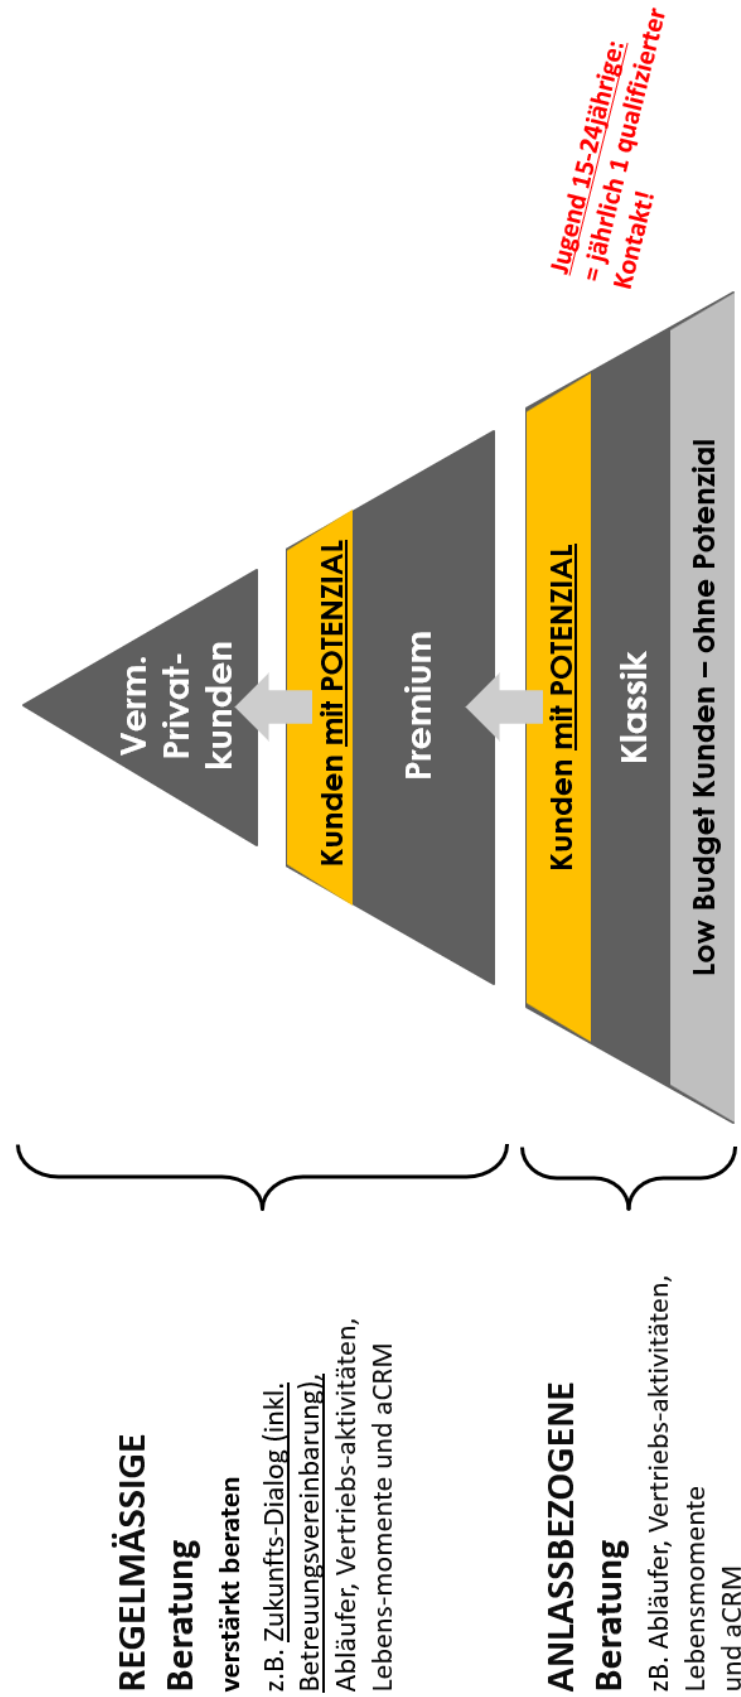 REGELMÄSSIGE
Beratung
verstärkt beraten
z.B. Zukunfts-Dialog (inkl.
Betreuungsvereinbarung),
Abläufer, Vertriebs-aktivitäten,
Lebens-momente und aCRM
ANLASSBEZOGENE
Beratung
zB. Abläufer, Vertriebs-aktivitäten,
Lebensmomente
und aCRM
Verm.
Privat-
kunden
Kunden mit POTENZIAL
Premium
Kunden mit POTENZIAL
Klassik
Low Budget Kunden – ohne Potenzial
Jugend 15-24jährige:
= jährlich 1 qualifizierter
Kontakt!